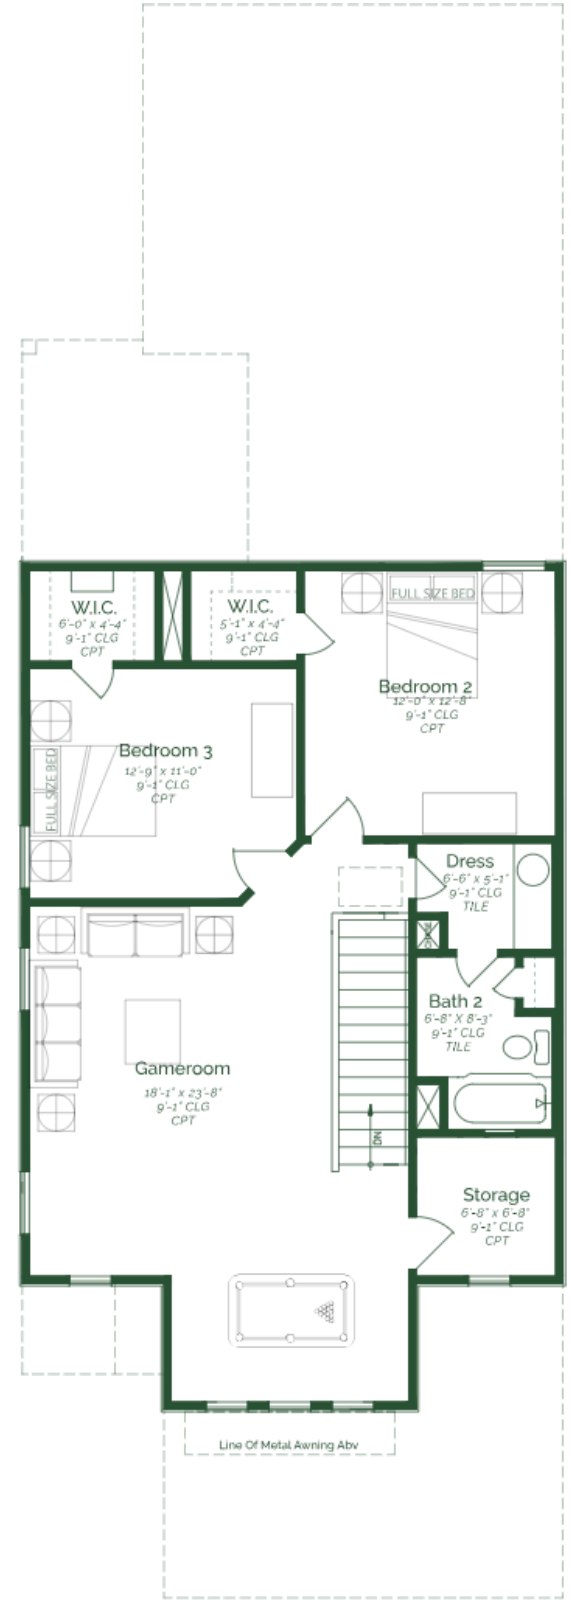 W.I.C.
6'-0" x 4'-4"
9'-1" CLG
CPT
W.I.C.
5'-1" x 4'-4"
9'-1" CLG
CPT
FULL SIZE BED
Bedroom 2
12'-0" x 12'-8"
9'-1" CLG
CPT
Bedroom 3
12'-9" x 11'-0"
9'-1" CLG
CPT
FULL SIZE BED
Dress
6'-6" x 5'-1"
9'-1" CLG
TILE
Bath 2
6'-8" X 8'-3"
9'-1" CLG
TILE
Gameroom
18'-1" x 23'-8"
9'-1" CLG
CPT
DN
Storage
6'-8" x 6'-8"
9'-1" CLG
CPT
Line Of Metal Awning Abv